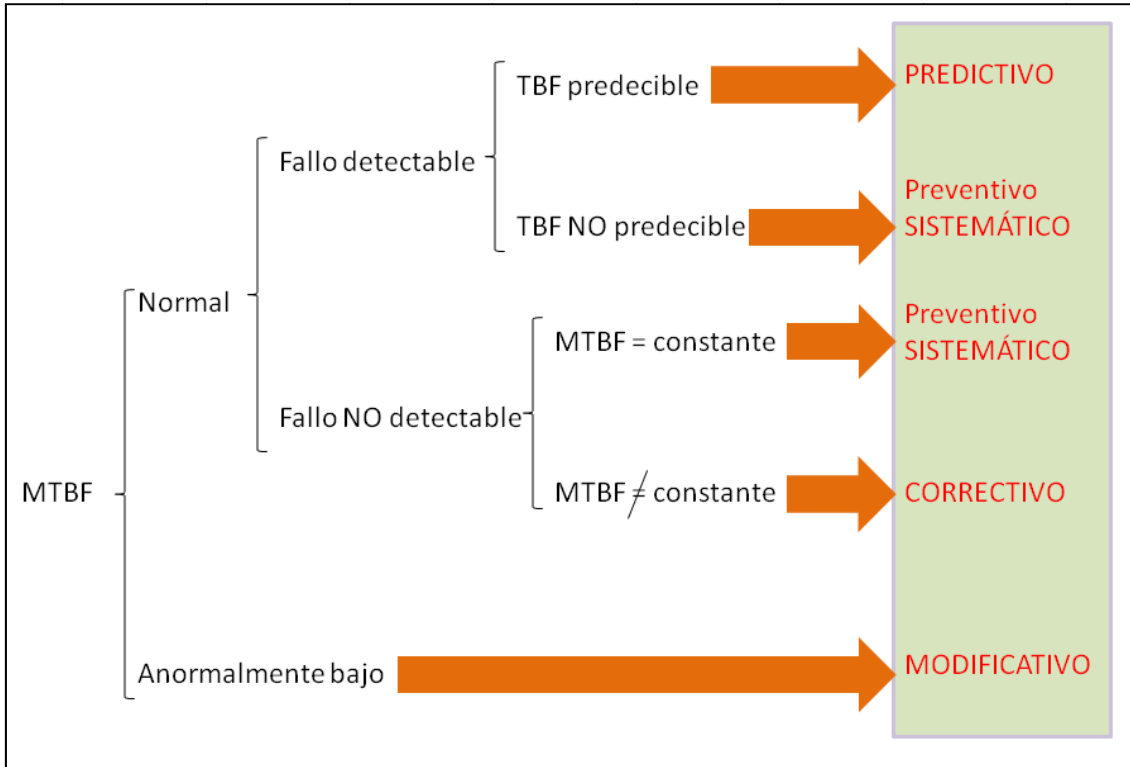 TBF predecible
PREDICTIVO
Fallo detectable
TBF NO predecible
Preventivo
SISTEMÁTICO
Normal
MTBF = constante
Preventivo
SISTEMÁTICO
Fallo NO detectable
MTBF
MTBF ≠ constante
CORRECTIVO
Anormalmente bajo
MODIFICATIVO